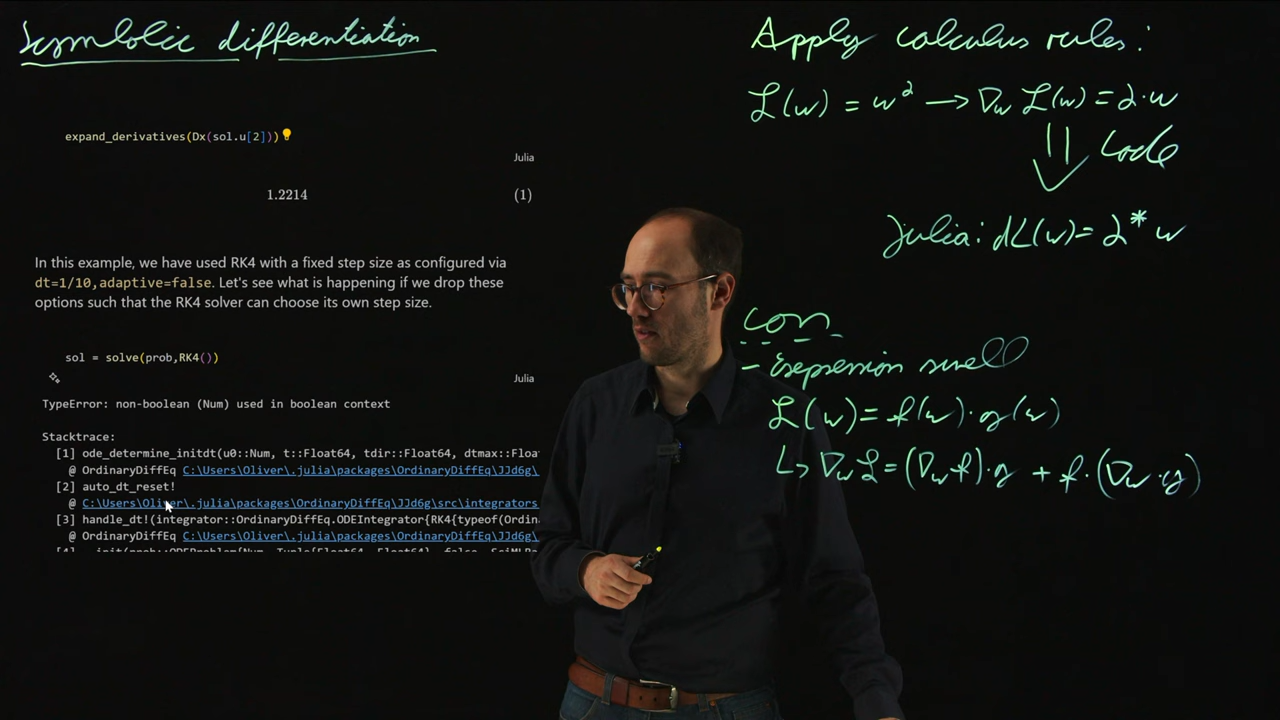 Symbolic differentiation
expand_derivatives(Dx(sol.u[2]))
Julia
1.2214 (1)
In this example, we have used RK4 with a fixed step size as configured via
dt=1/10,adaptive=false. Let's see what is happening if we drop these
options such that the RK4 solver can choose its own step size.
sol = solve(prob,RK4())
Julia
TypeError: non-boolean (Num) used in boolean context
Stacktrace:
[1] ode_determine_initdt(u0::Num, t::Float64, tdir::Float64, dtmax::Floa
@ OrdinaryDiffEq C:\Users\Oliver\.julia\packages\OrdinaryDiffEq\JJd6g\
[2] auto_dt_reset!
@ C:\Users\Oliver\.julia\packages\OrdinaryDiffEq\JJd6g\src\integrators
[3] handle_dt!(integrator::OrdinaryDiffEq.ODEIntegrator{RK4{typeof(Ordin
@ OrdinaryDiffEq C:\Users\Oliver\.julia\packages\OrdinaryDiffEq\JJd6g\
Apply calculus rules:
ℒ(w) = w² → ∇w ℒ(w) = 2·w
⇓ Code
Julia: dL(w) = 2 * w
con
- Expression swell
ℒ(w) = f(w)·g(w)
↳ ∇w ℒ = (∇w f)·g + f·(∇w·g)